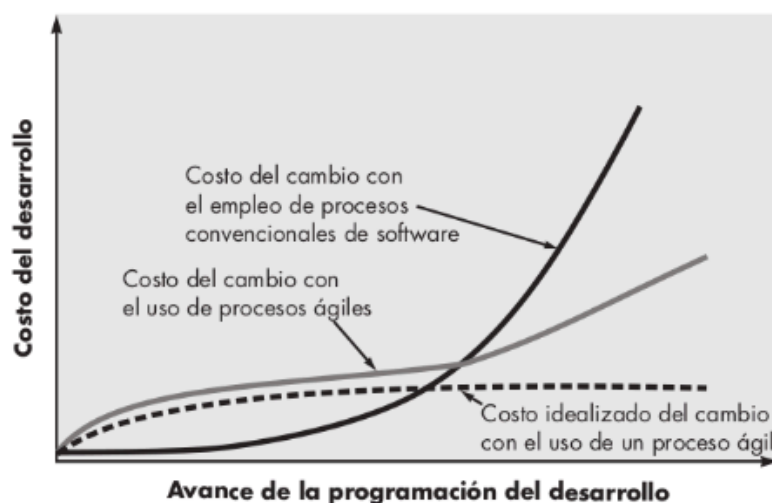 Costo del desarrollo
Costo del cambio con
el empleo de procesos
convencionales de software
Costo del cambio con
el uso de procesos ágiles
Costo idealizado del cambio
con el uso de un proceso ágil
Avance de la programación del desarrollo